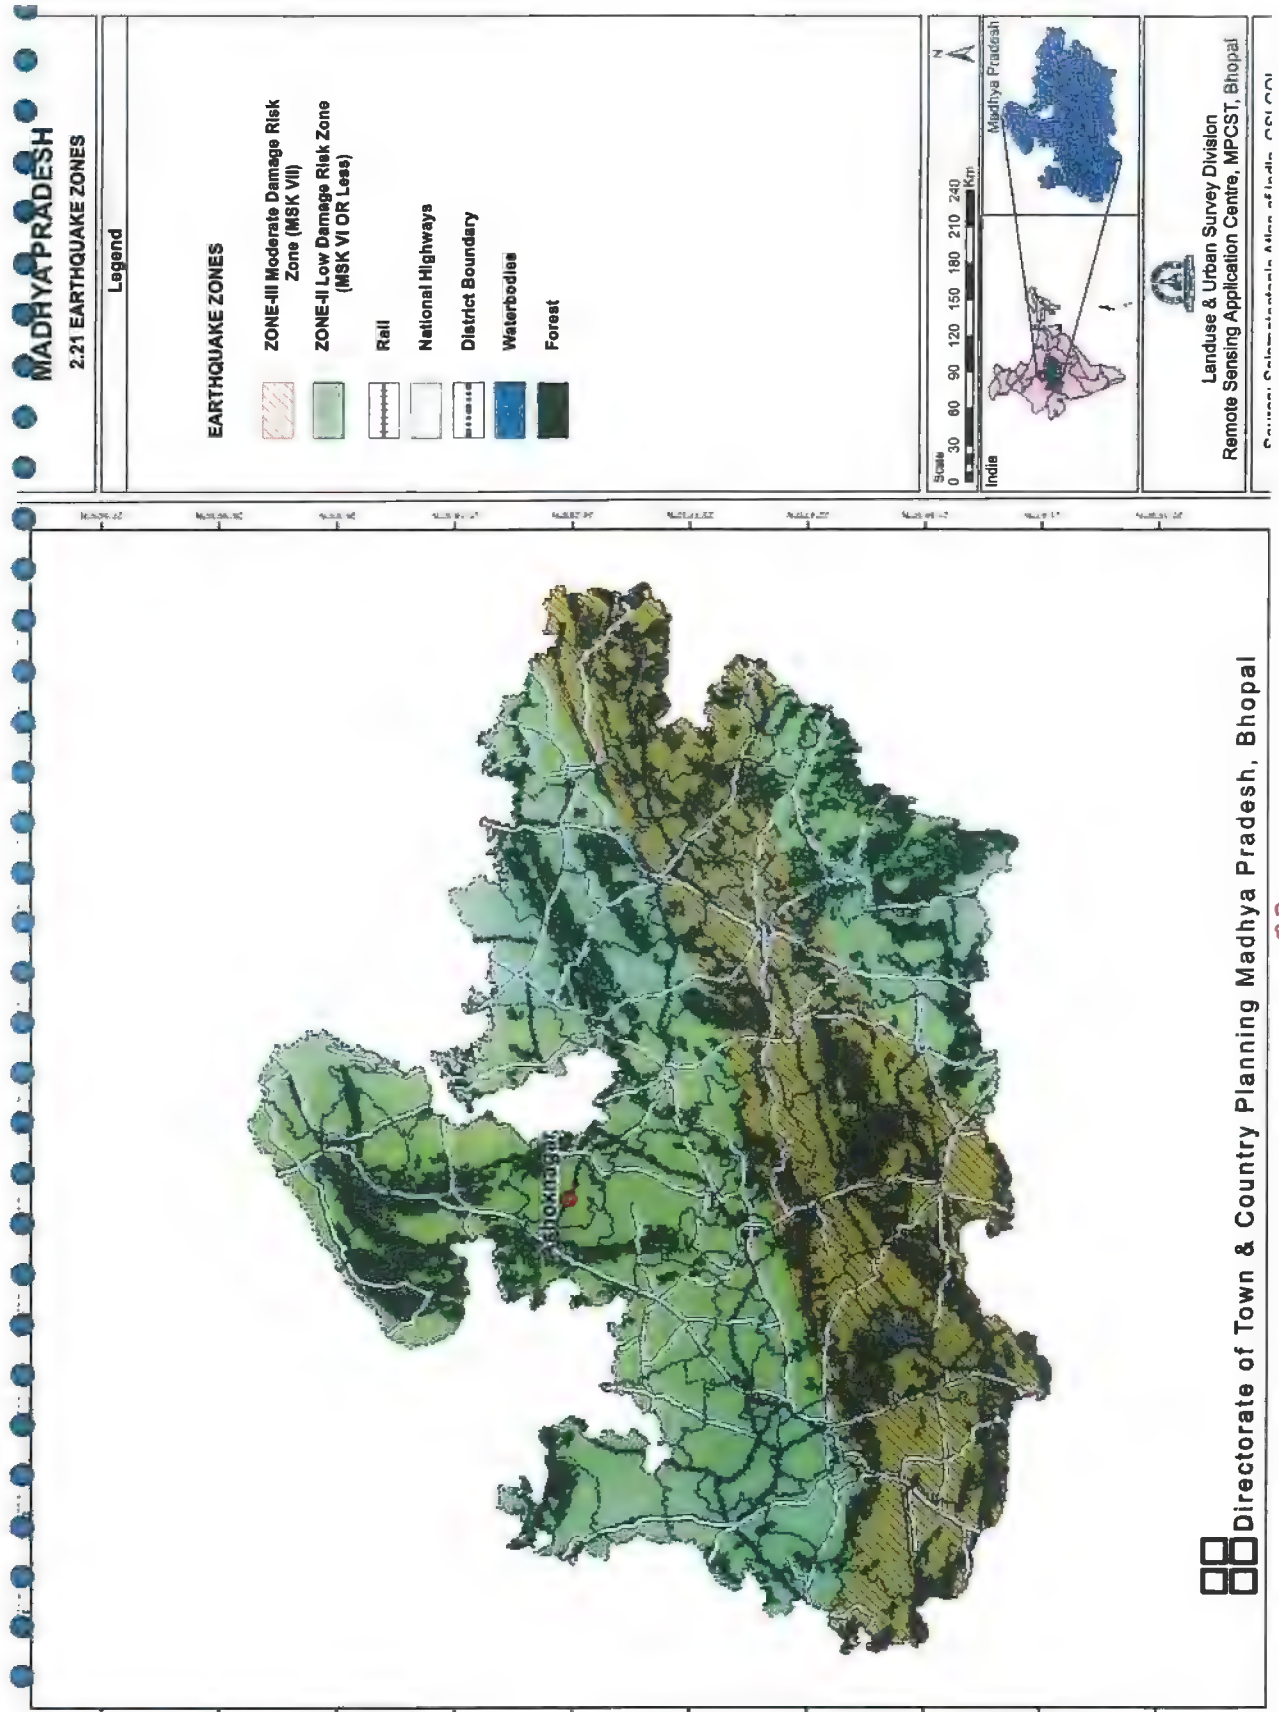 MADHYA PRADESH
2.21 EARTHQUAKE ZONES
Legend
EARTHQUAKE ZONES
ZONE-III Moderate Damage Risk
Zone (MSK VII)
ZONE-II Low Damage Risk Zone
(MSK VI OR Less)
Rail
National Highways
District Boundary
Waterbodies
Forest
N
Scale
0 30 60 90 120 150 180 210 240
Km
India
Madhya Pradesh
Landuse & Urban Survey Division
Remote Sensing Application Centre, MPCST, Bhopal
Ashoknagar
Directorate of Town & Country Planning Madhya Pradesh, Bhopal